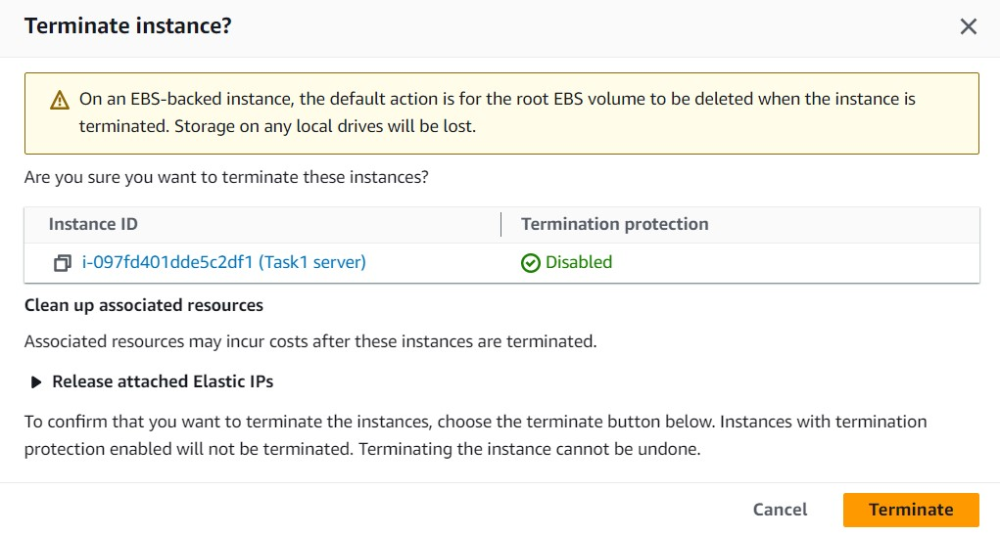 Terminate instance?
On an EBS-backed instance, the default action is for the root EBS volume to be deleted when the instance is
terminated. Storage on any local drives will be lost.
Are you sure you want to terminate these instances?
Instance ID
Termination protection
i-097fd401dde5c2df1 (Task1 server)
Disabled
Clean up associated resources
Associated resources may incur costs after these instances are terminated.
Release attached Elastic IPs
To confirm that you want to terminate the instances, choose the terminate button below. Instances with termination
protection enabled will not be terminated. Terminating the instance cannot be undone.
Cancel
Terminate